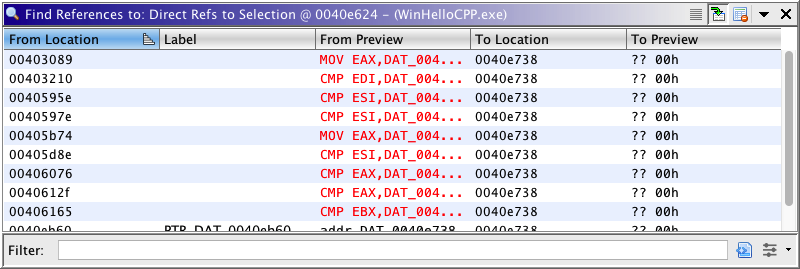 Find References to: Direct Refs to Selection @ 0040e624 – (WinHelloCPP.exe)
From Location Label From Preview To Location To Preview
00403089 MOV EAX,DAT_004... 0040e738 ?? 00h
00403210 CMP EDI,DAT_004... 0040e738 ?? 00h
0040595e CMP ESI,DAT_004... 0040e738 ?? 00h
0040597e CMP ESI,DAT_004... 0040e738 ?? 00h
00405b74 MOV EAX,DAT_004... 0040e738 ?? 00h
00405d8e CMP ESI,DAT_004... 0040e738 ?? 00h
00406076 CMP EAX,DAT_004... 0040e738 ?? 00h
0040612f CMP EAX,DAT_004... 0040e738 ?? 00h
00406165 CMP EBX,DAT_004... 0040e738 ?? 00h
0040eb60 PTR_DAT_0040eb60 addr DAT_0040e738 0040e738 ?? 00h
Filter: